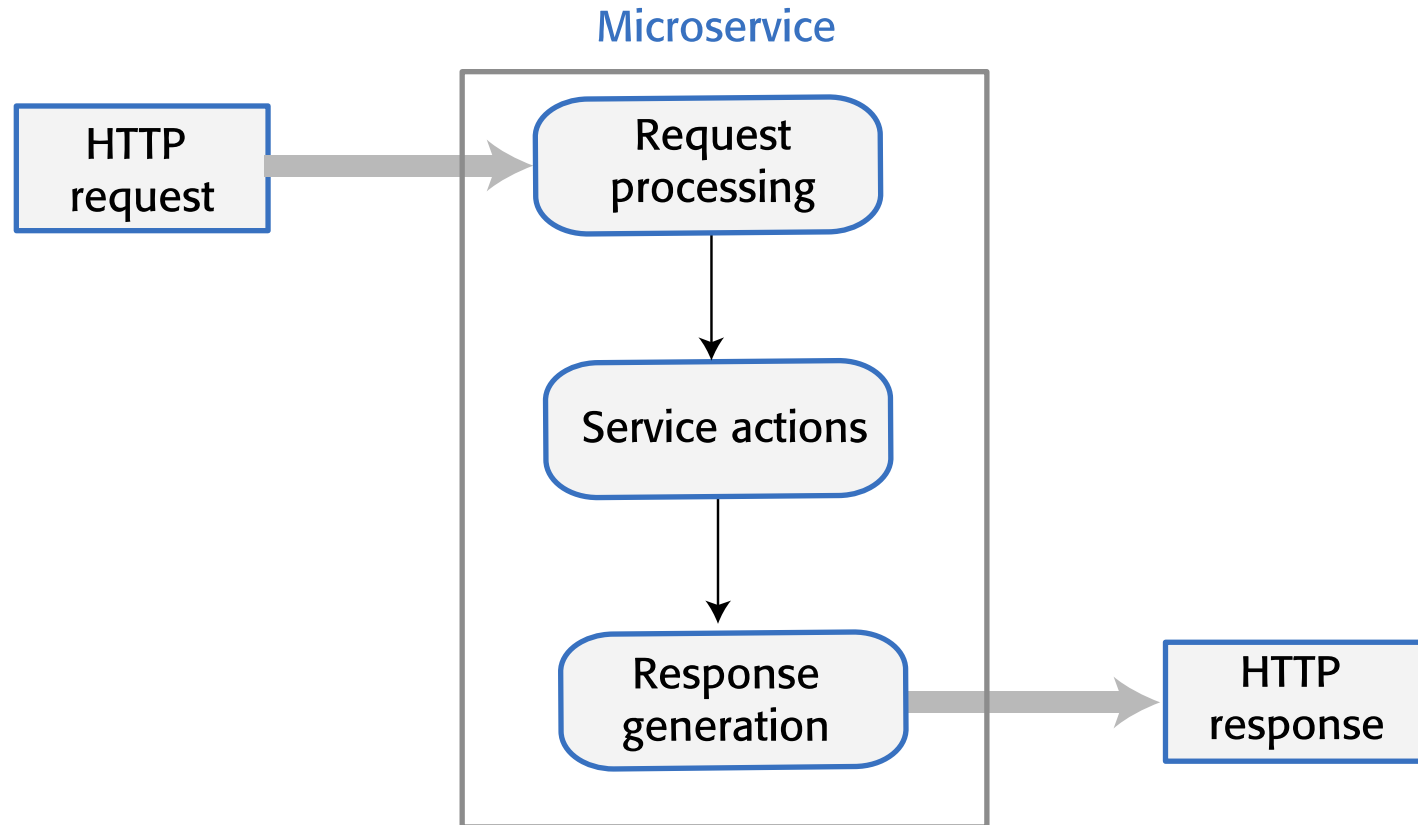 Microservice
HTTP
request
Request
processing
Service actions
Response
generation
HTTP
response